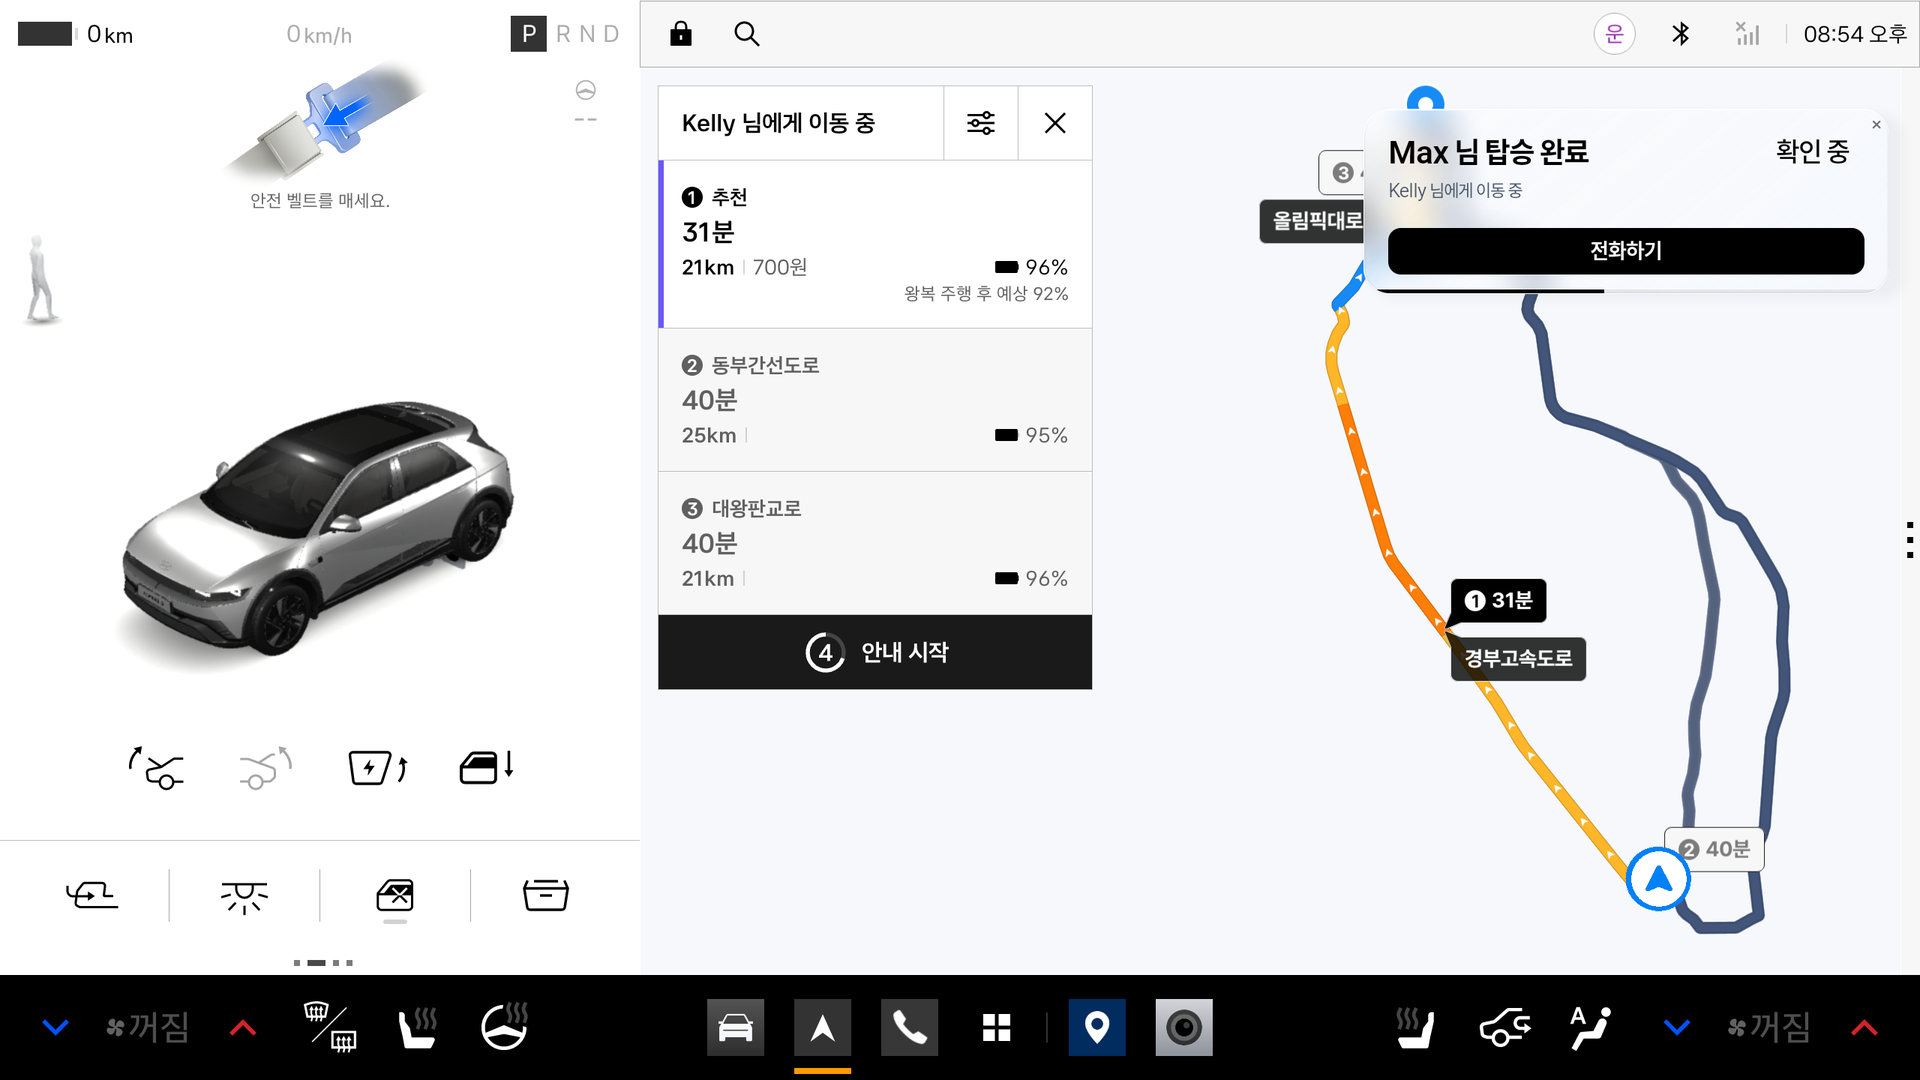 0 km
0 km/h
P R N D
운
08:54 오후
안전 벨트를 매세요.
--
Kelly 님에게 이동 중
1 추천
31분
21km 700원
96%
왕복 주행 후 예상 92%
2 동부간선도로
40분
25km
95%
3 대왕판교로
40분
21km
96%
4 안내 시작
3
올림픽대로
Max 님 탑승 완료
확인 중
Kelly 님에게 이동 중
전화하기
1 31분
경부고속도로
2 40분
꺼짐
A
꺼짐